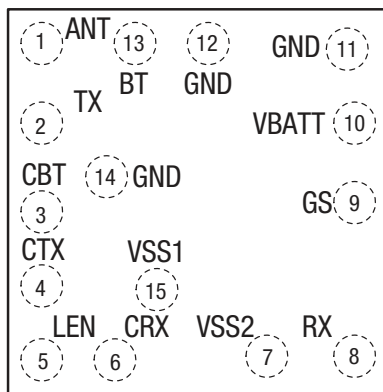 1 ANT 13 12 GND 11
BT GND
TX
2 VBATT 10
CBT 14 GND
3 GS 9
CTX VSS1
4 15
LEN CRX VSS2 RX
5 6 7 8